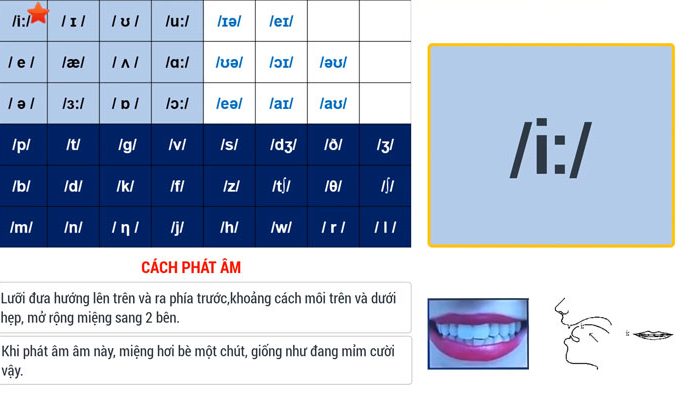 /i:/ / ɪ / / ʊ / /u:/ /ɪə/ /eɪ/
/ e / /æ/ / ʌ / /ɑ:/ /ʊə/ /ɔɪ/ /əʊ/
/ ə / /ɜ:/ / ɒ / /ɔ:/ /eə/ /aɪ/ /aʊ/
/p/ /t/ /g/ /v/ /s/ /dʒ/ /ð/ /ʒ/
/b/ /d/ /k/ /f/ /z/ /tʃ/ /θ/ /ʃ/
/m/ /n/ / η / /j/ /h/ /w/ / r / / l /
/i:/
CÁCH PHÁT ÂM
Lưỡi đưa hướng lên trên và ra phía trước,khoảng cách môi trên và dưới
hẹp, mở rộng miệng sang 2 bên.
Khi phát âm âm này, miệng hơi bè một chút, giống như đang mỉm cười
vậy.